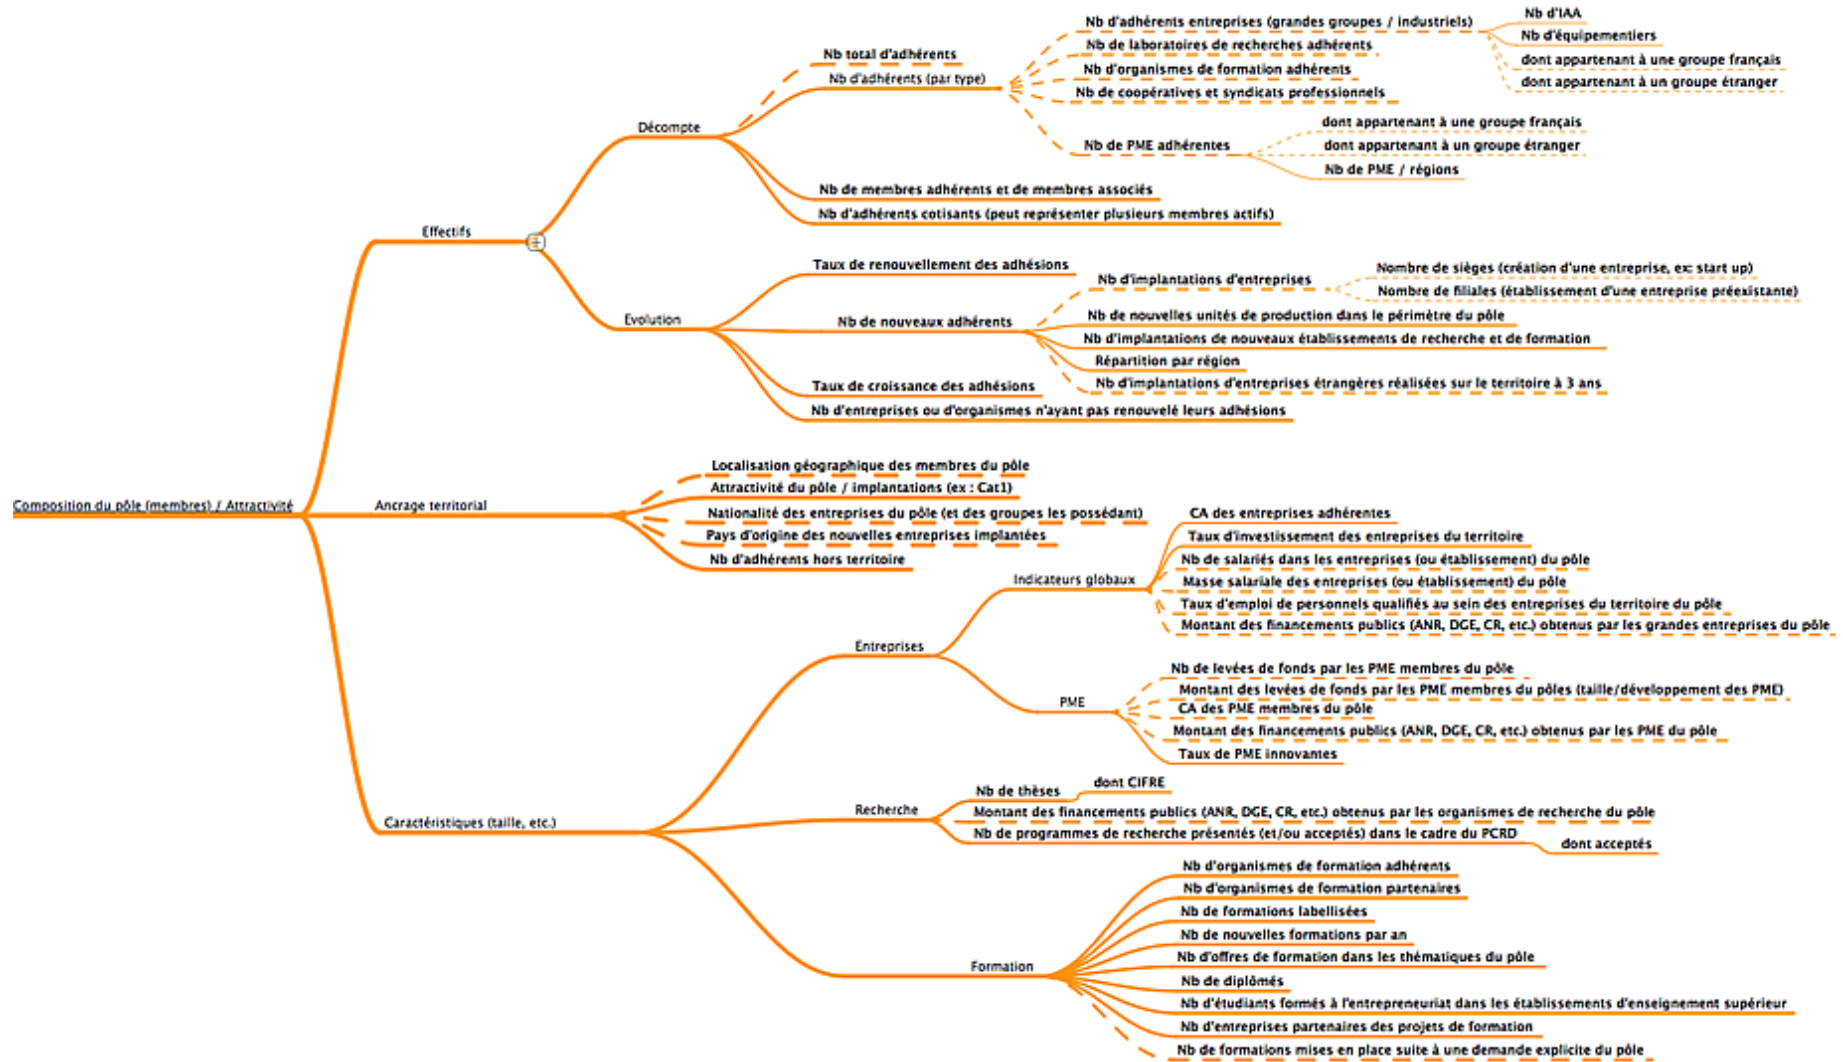 Composition du pôle (membres) / Attractivité
Effectifs
Décompte
Nb total d'adhérents
Nb d'adhérents (par type)
Nb d'adhérents entreprises (grandes groupes / industriels)
Nb d'IAA
Nb d'équipementiers
dont appartenant à une groupe français
dont appartenant à un groupe étranger
Nb de laboratoires de recherches adhérents
Nb d'organismes de formation adhérents
Nb de coopératives et syndicats professionnels
Nb de PME adhérentes
dont appartenant à une groupe français
dont appartenant à un groupe étranger
Nb de PME / régions
Nb de membres adhérents et de membres associés
Nb d'adhérents cotisants (peut représenter plusieurs membres actifs)
Evolution
Taux de renouvellement des adhésions
Nb de nouveaux adhérents
Nb d'implantations d'entreprises
Nombre de sièges (création d'une entreprise, ex: start up)
Nombre de filiales (établissement d'une entreprise préexistante)
Nb de nouvelles unités de production dans le périmètre du pôle
Nb d'implantations de nouveaux établissements de recherche et de formation
Répartition par région
Nb d'implantations d'entreprises étrangères réalisées sur le territoire à 3 ans
Taux de croissance des adhésions
Nb d'entreprises ou d'organismes n'ayant pas renouvelé leurs adhésions
Ancrage territorial
Localisation géographique des membres du pôle
Attractivité du pôle / implantations (ex : Cat1)
Nationalité des entreprises du pôle (et des groupes les possédant)
Pays d'origine des nouvelles entreprises implantées
Nb d'adhérents hors territoire
Caractéristiques (taille, etc.)
Entreprises
Indicateurs globaux
CA des entreprises adhérentes
Taux d'investissement des entreprises du territoire
Nb de salariés dans les entreprises (ou établissement) du pôle
Masse salariale des entreprises (ou établissement) du pôle
Taux d'emploi de personnels qualifiés au sein des entreprises du territoire du pôle
Montant des financements publics (ANR, DGE, CR, etc.) obtenus par les grandes entreprises du pôle
PME
Nb de levées de fonds par les PME membres du pôle
Montant des levées de fonds par les PME membres du pôles (taille/développement des PME)
CA des PME membres du pôle
Montant des financements publics (ANR, DGE, CR, etc.) obtenus par les PME du pôle
Taux de PME innovantes
Recherche
Nb de thèses
dont CIFRE
Montant des financements publics (ANR, DGE, CR, etc.) obtenus par les organismes de recherche du pôle
Nb de programmes de recherche présentés (et/ou acceptés) dans le cadre du PCRD
dont acceptés
Formation
Nb d'organismes de formation adhérents
Nb d'organismes de formation partenaires
Nb de formations labellisées
Nb de nouvelles formations par an
Nb d'offres de formation dans les thématiques du pôle
Nb de diplômés
Nb d'étudiants formés à l'entrepreneuriat dans les établissements d'enseignement supérieur
Nb d'entreprises partenaires des projets de formation
Nb de formations mises en place suite à une demande explicite du pôle